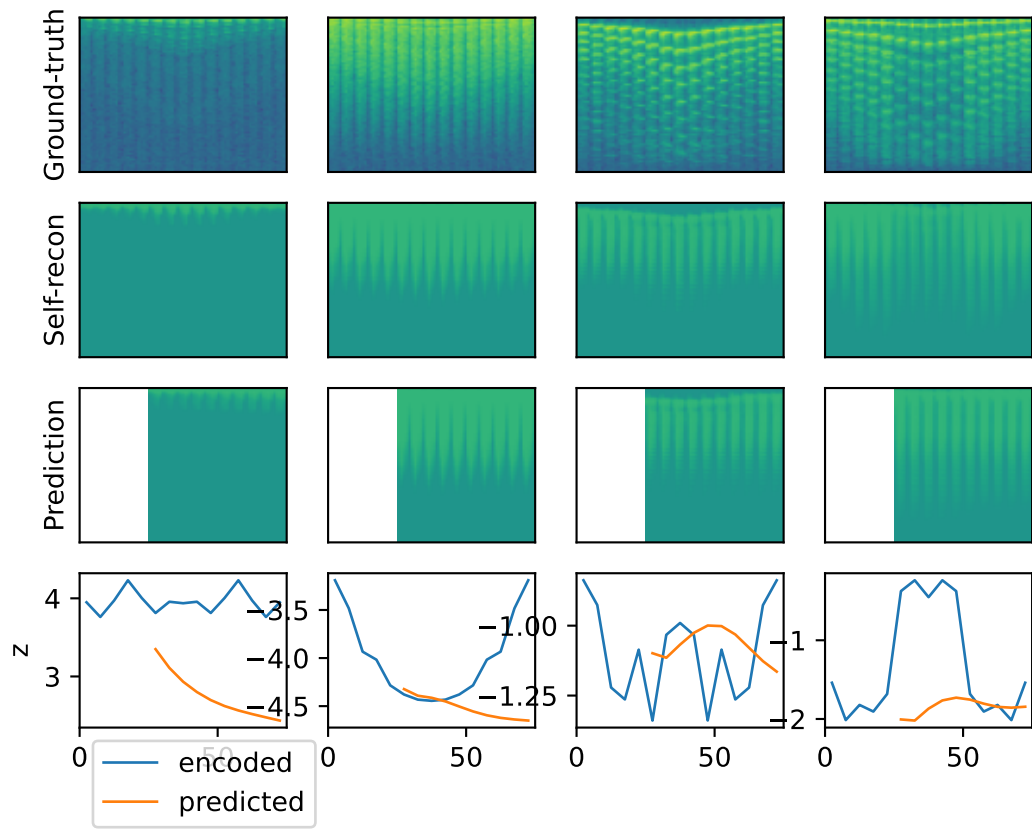 Ground-truth
Self-recon
Prediction
z
4
3
−3.5
−4.0
−4.5
−1.00
−1.25
−1
−2
0 50
0 50
0 50
0 50
encoded
predicted